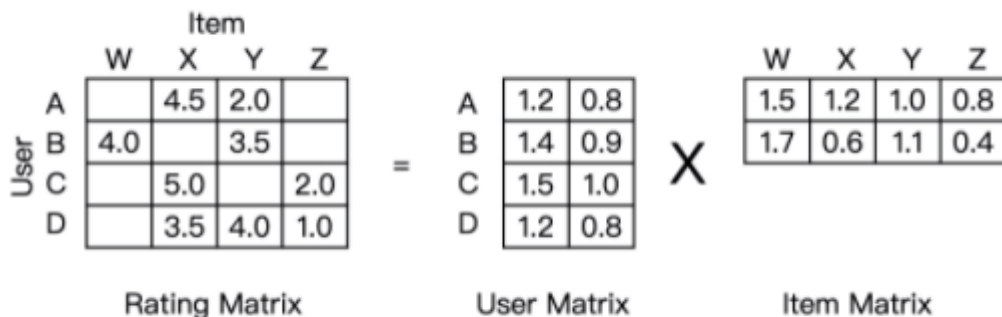 Item
W X Y Z W X Y Z
A 4.5 2.0 A 1.2 0.8 1.5 1.2 1.0 0.8
User B 4.0 3.5 = B 1.4 0.9 X 1.7 0.6 1.1 0.4
C 5.0 2.0 C 1.5 1.0
D 3.5 4.0 1.0 D 1.2 0.8
Rating Matrix User Matrix Item Matrix